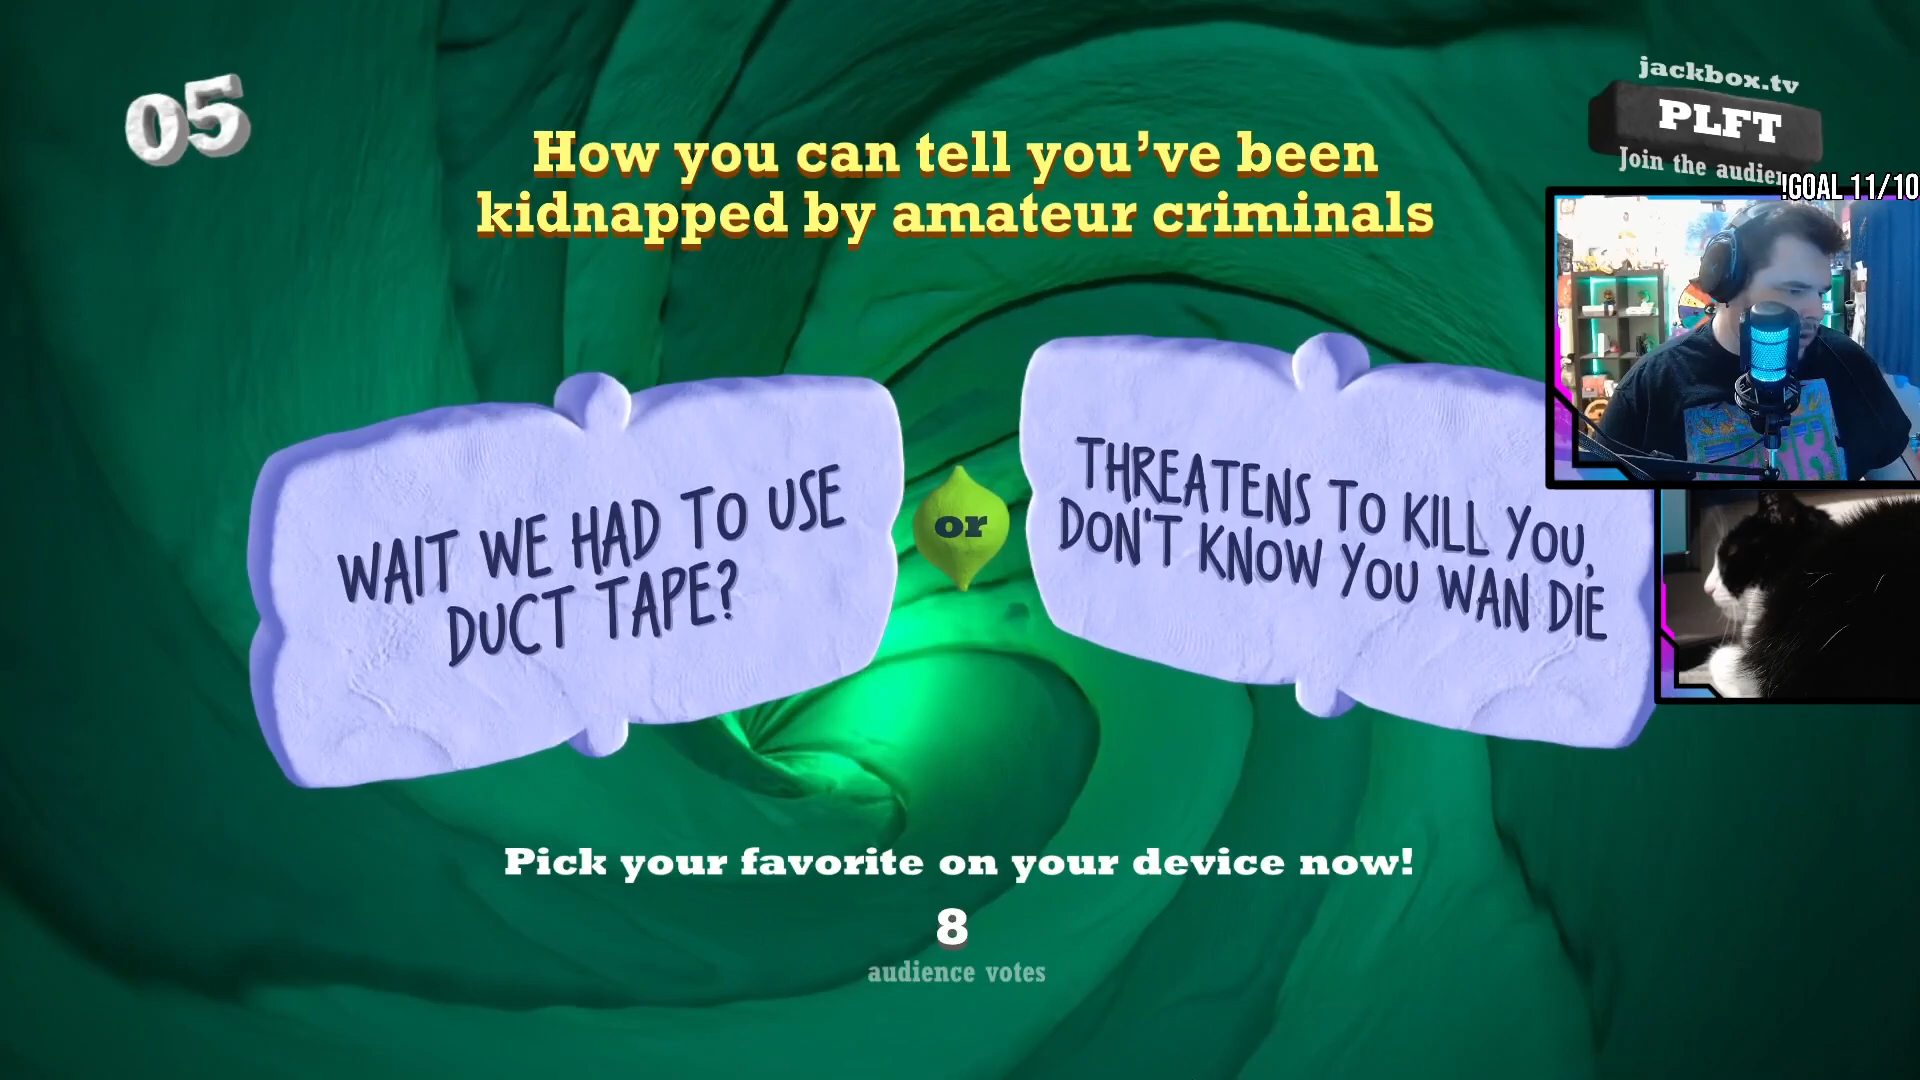 05
jackbox.tv
PLFT
Join the audie
!GOAL 11/10
How you can tell you’ve been
kidnapped by amateur criminals
WAIT WE HAD TO USE
DUCT TAPE?
or
THREATENS TO KILL YOU,
DON'T KNOW YOU WAN DIE
Pick your favorite on your device now!
8
audience votes